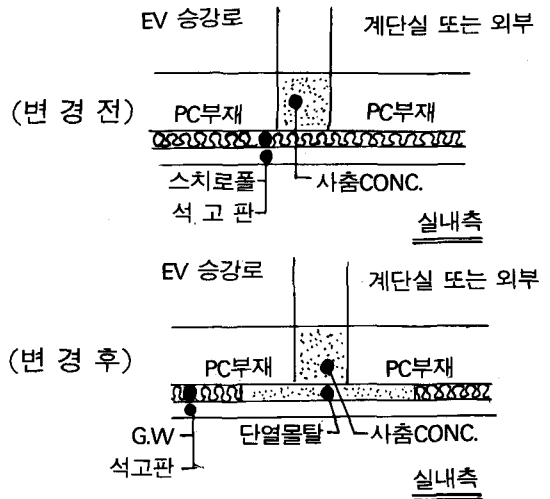 EV 승강로 계단실 또는 외부
(변 경 전) PC부재 PC부재
스치로폴 사춤CONC.
석 고 판
실내측
EV 승강로 계단실 또는 외부
(변 경 후) PC부재 PC부재
G.W 단열몰탈 사춤CONC.
석고판
실내측